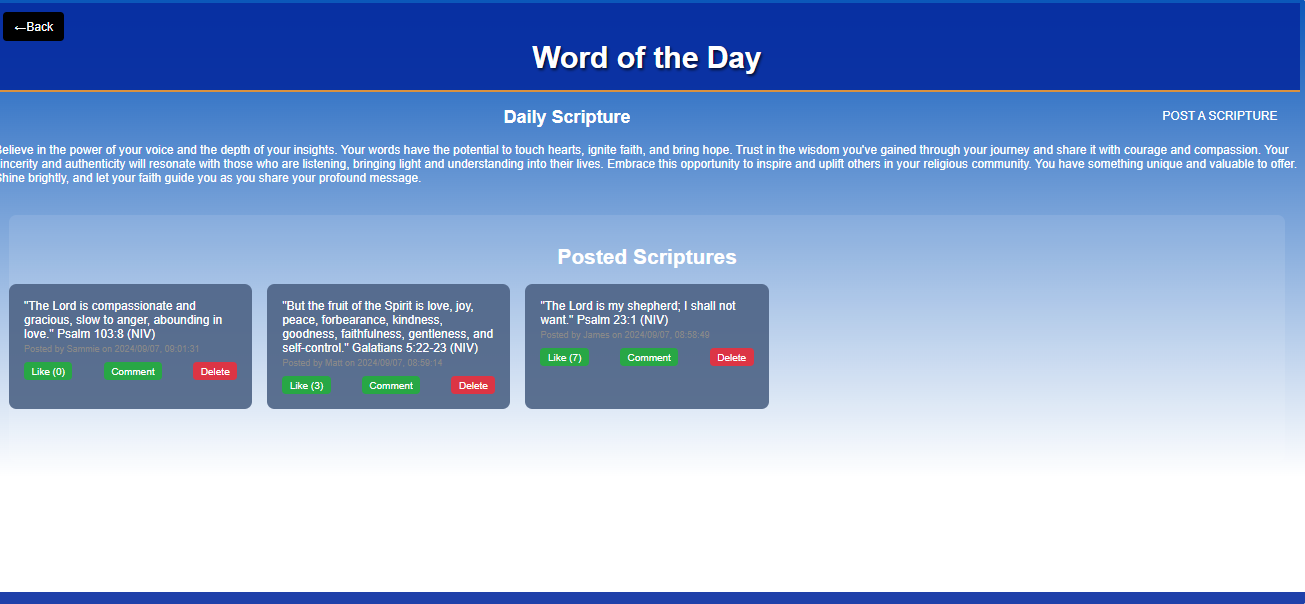 ←Back
Word of the Day
Daily Scripture
POST A SCRIPTURE
elieve in the power of your voice and the depth of your insights. Your words have the potential to touch hearts, ignite faith, and bring hope. Trust in the wisdom you've gained through your journey and share it with courage and compassion. Your
incerity and authenticity will resonate with those who are listening, bringing light and understanding into their lives. Embrace this opportunity to inspire and uplift others in your religious community. You have something unique and valuable to offer.
Shine brightly, and let your faith guide you as you share your profound message.
Posted Scriptures
"The Lord is compassionate and
gracious, slow to anger, abounding in
love." Psalm 103:8 (NIV)
Posted by Sammie on 2024/09/07, 09:01:31
Like (0)
Comment
Delete
"But the fruit of the Spirit is love, joy,
peace, forbearance, kindness,
goodness, faithfulness, gentleness, and
self-control." Galatians 5:22-23 (NIV)
Posted by Matt on 2024/09/07, 08:59:14
Like (3)
Comment
Delete
"The Lord is my shepherd; I shall not
want." Psalm 23:1 (NIV)
Posted by James on 2024/09/07, 08:58:49
Like (7)
Comment
Delete